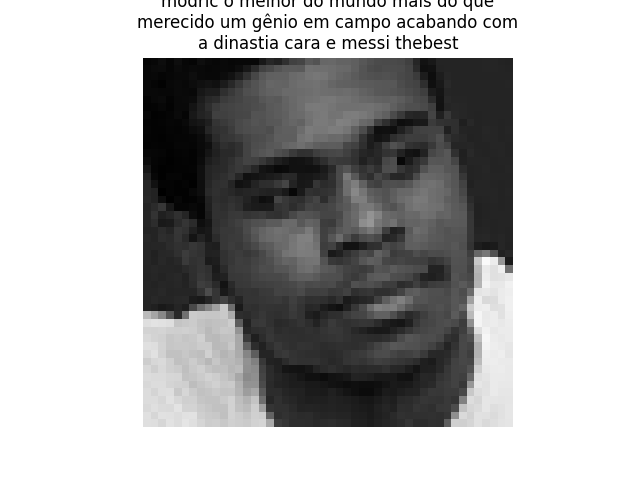 modric o melhor do mundo mais do que
merecido um gênio em campo acabando com
a dinastia cara e messi thebest